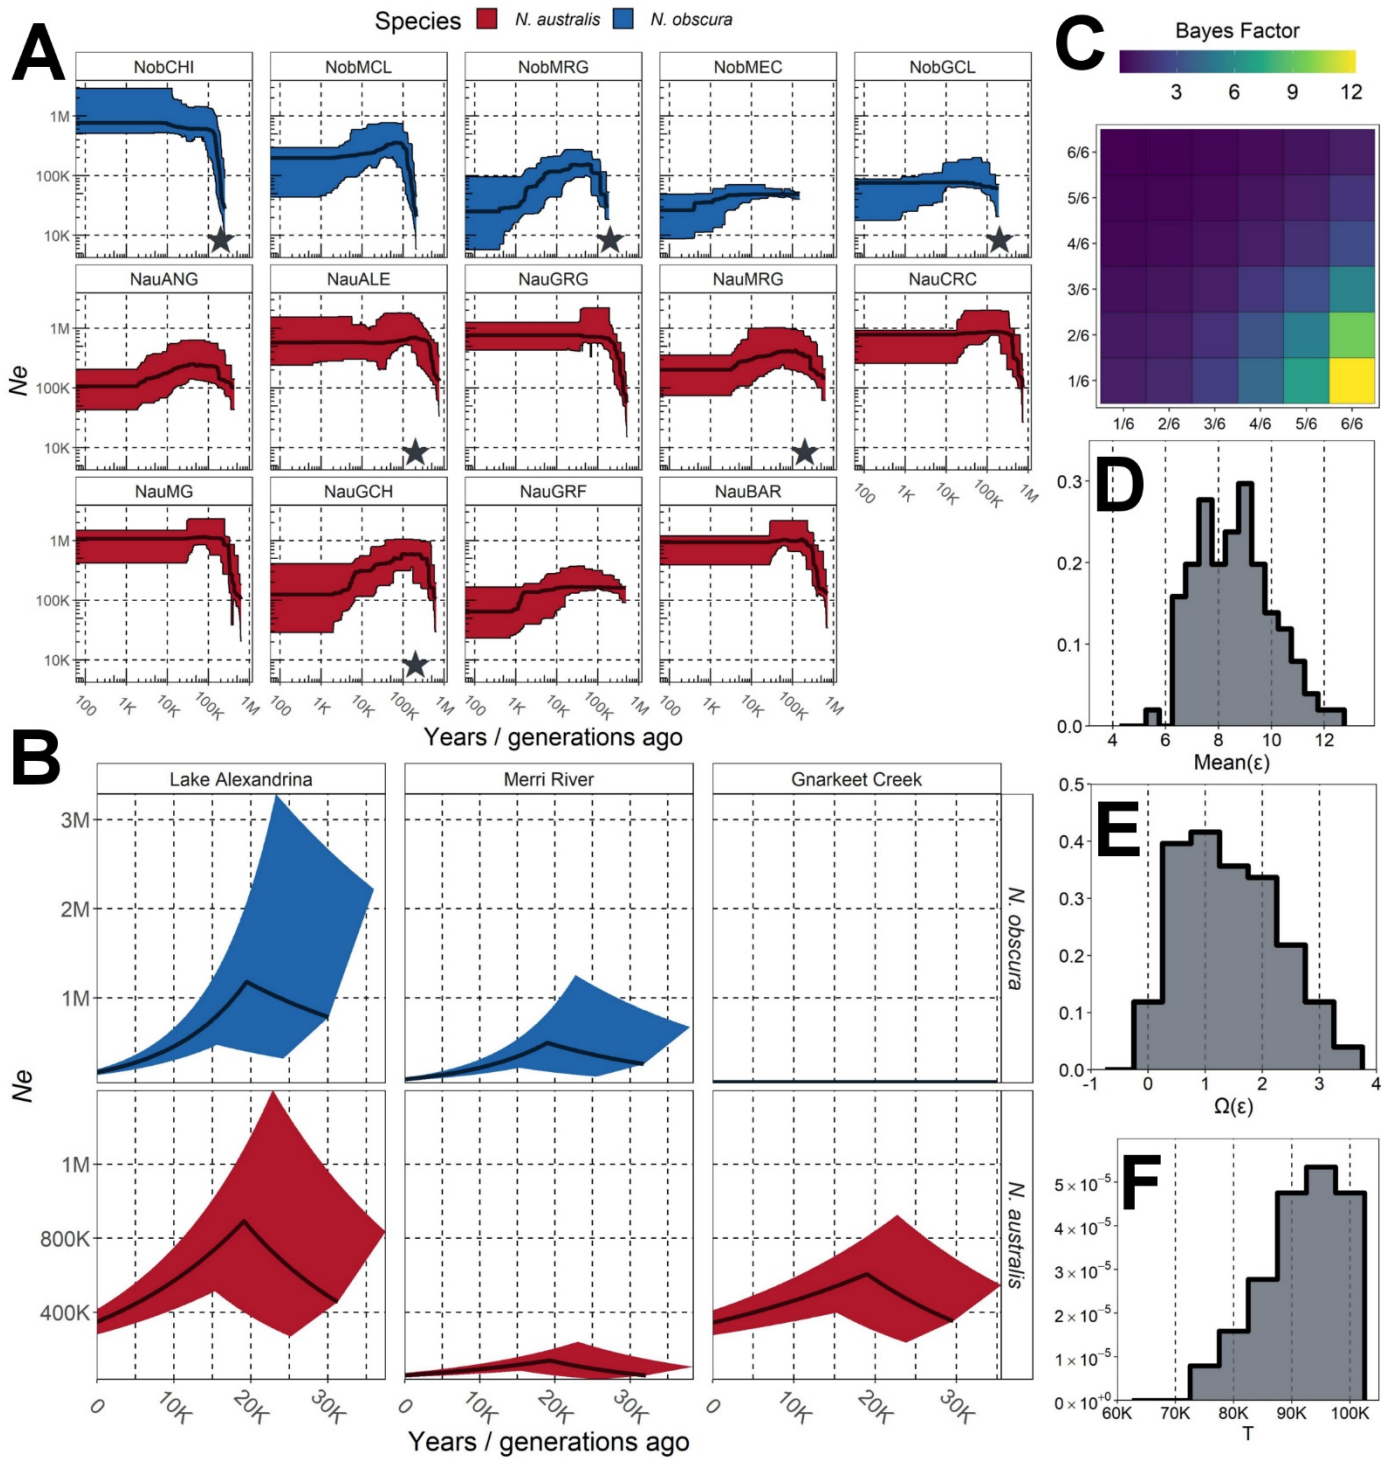 Species N. australis N. obscura
A
NobCHI NobMCL NobMRG NobMEC NobGCL
1M
100K
10K
NauANG NauALE NauGRG NauMRG NauCRC
1M
100K
10K
100 1K 10K 100K 1M
NauMG NauGCH NauGRF NauBAR
1M
100K
10K
100 1K 10K 100K 1M 100 1K 10K 100K 1M 100 1K 10K 100K 1M 100 1K 10K 100K 1M
Ne
Years / generations ago
B
Lake Alexandrina Merri River Gnarkeet Creek
3M
2M
1M
N. obscura
1M
800K
400K
N. australis
Ne
0 10K 20K 30K 0 10K 20K 30K 0 10K 20K 30K
Years / generations ago
C
Bayes Factor
3 6 9 12
6/6
5/6
4/6
3/6
2/6
1/6
1/6 2/6 3/6 4/6 5/6 6/6
D
0.3
0.2
0.1
0.0
4 6 8 10 12
Mean(ε)
E
0.5
0.4
0.3
0.2
0.1
0.0
-1 0 1 2 3 4
Ω(ε)
F
5 × 10⁻⁵
4 × 10⁻⁵
3 × 10⁻⁵
2 × 10⁻⁵
1 × 10⁻⁵
0 × 10⁺⁰
60K 70K 80K 90K 100K
T